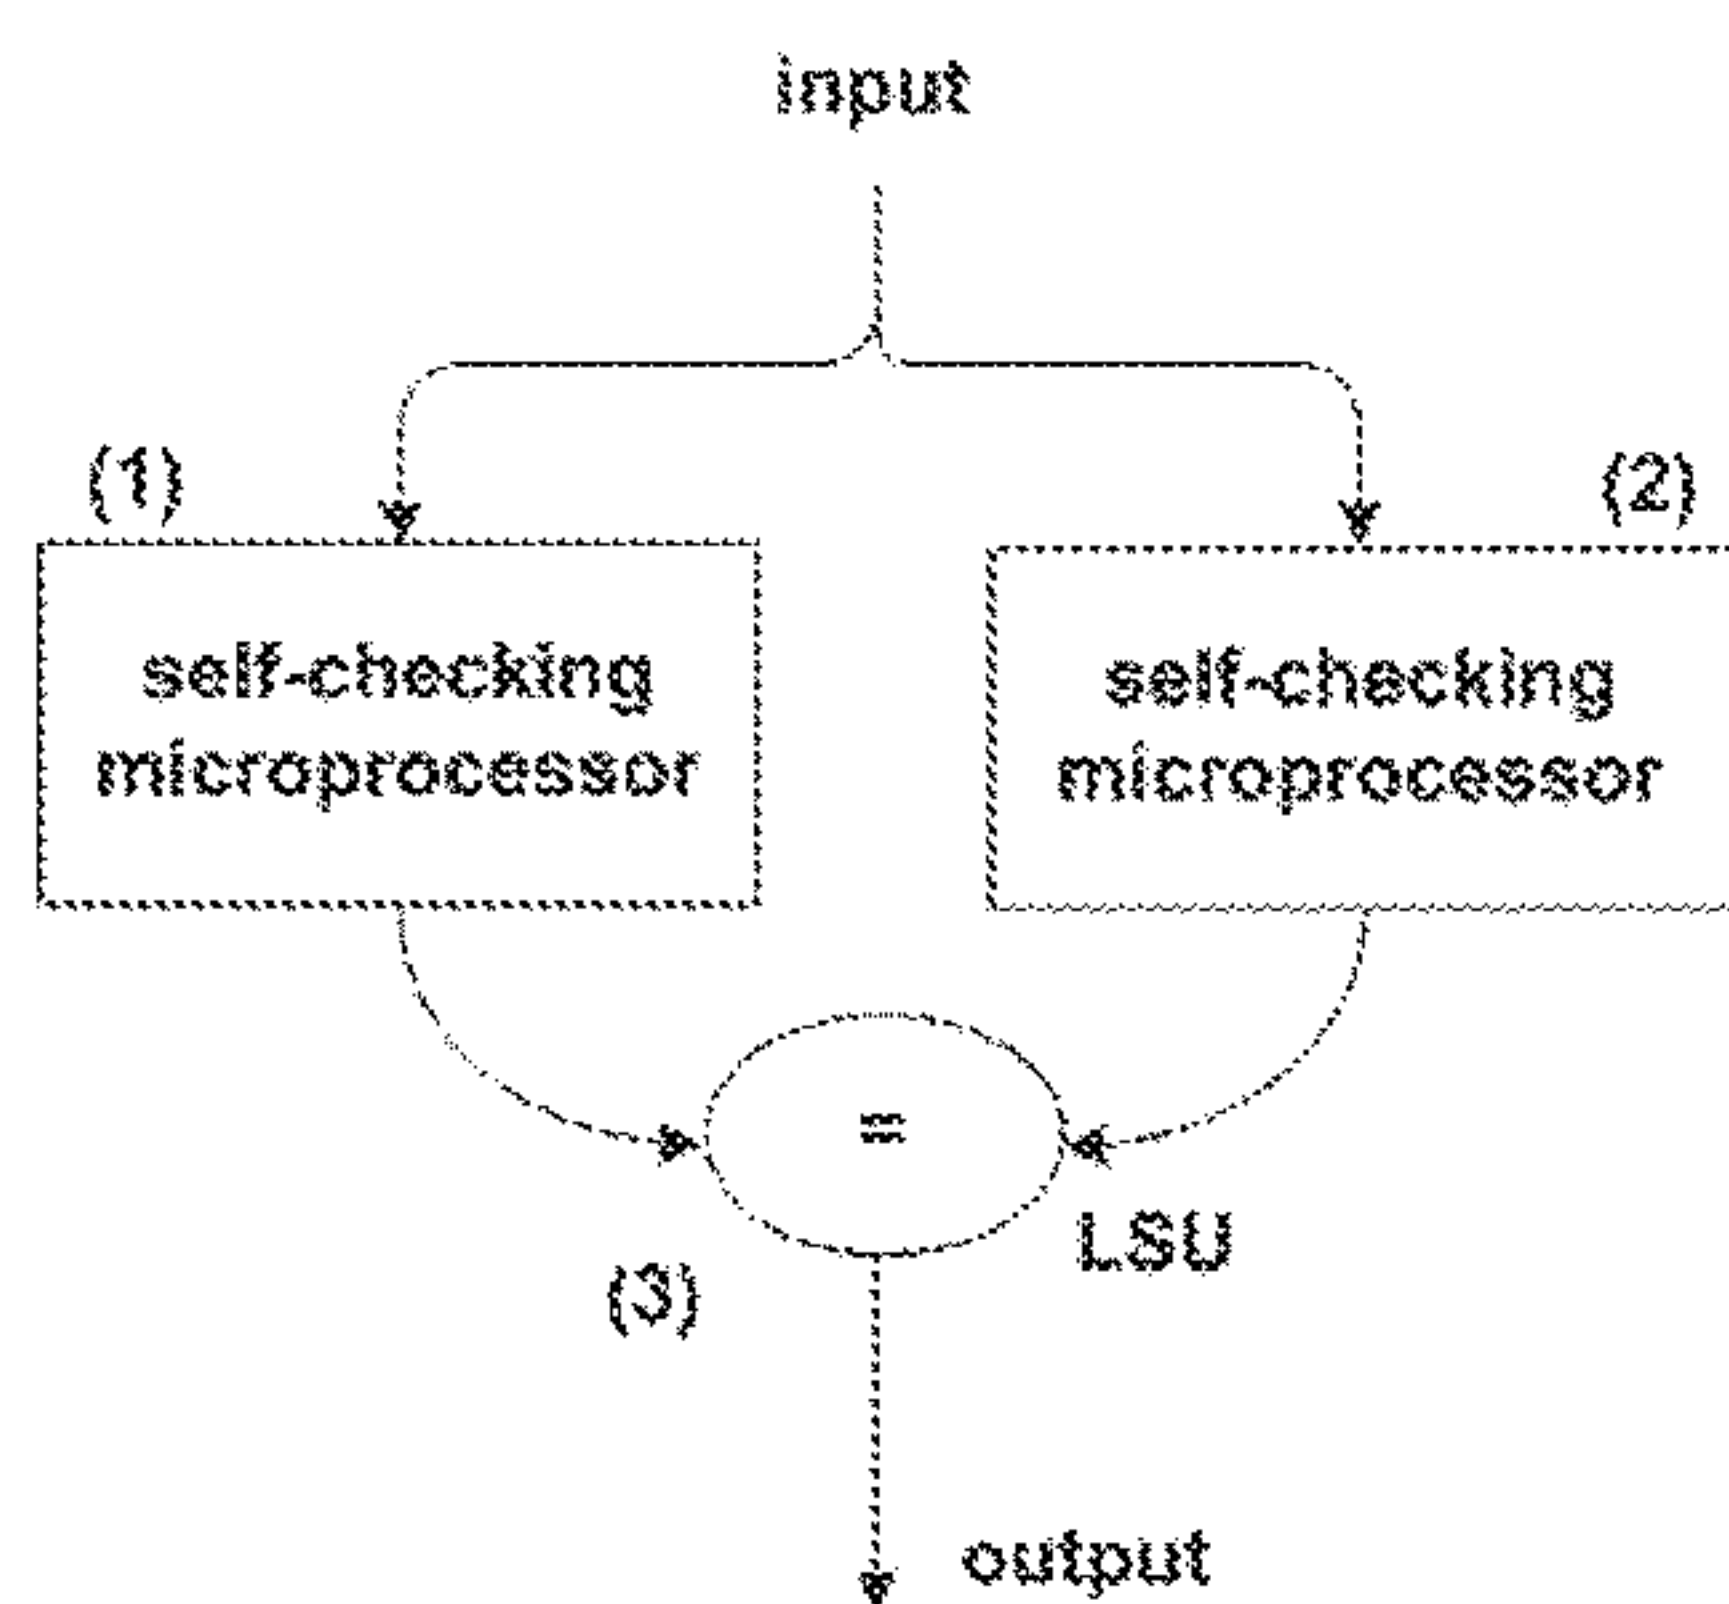 input
(1)
(2)
self-checking
microprocessor
self-checking
microprocessor
=
LSU
(3)
output